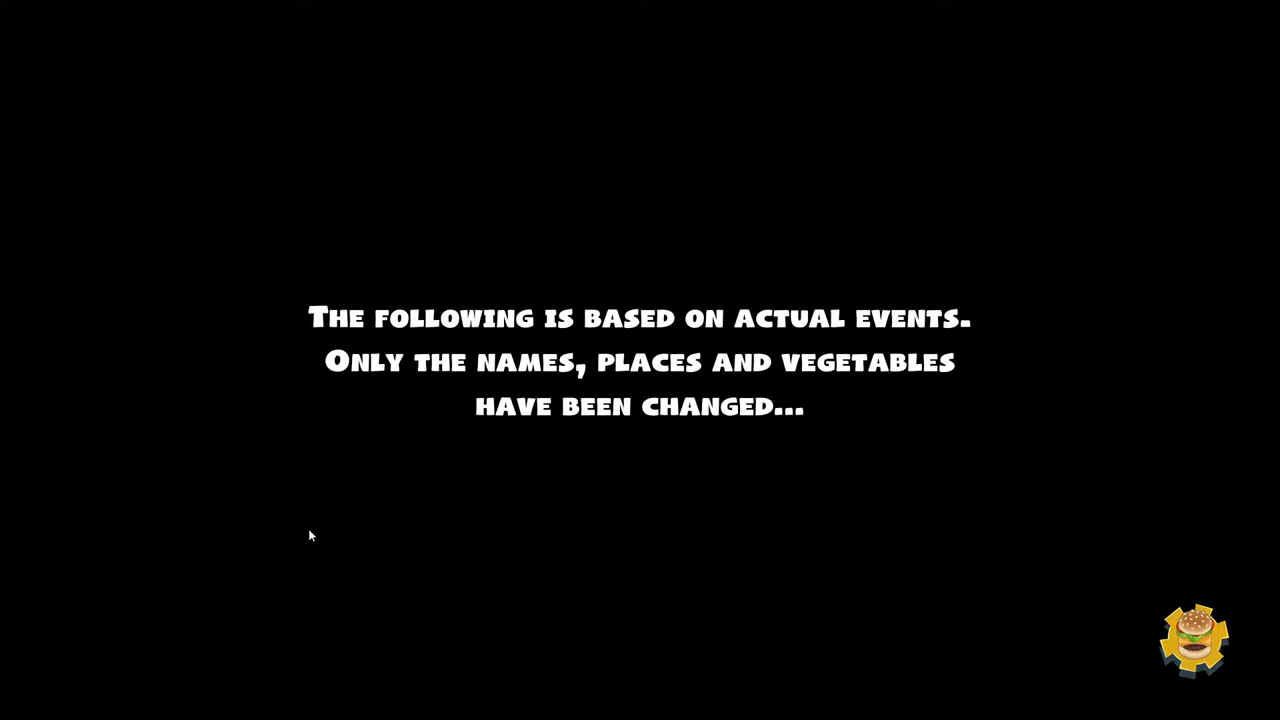 The following is based on actual events.
Only the names, places and vegetables
have been changed...